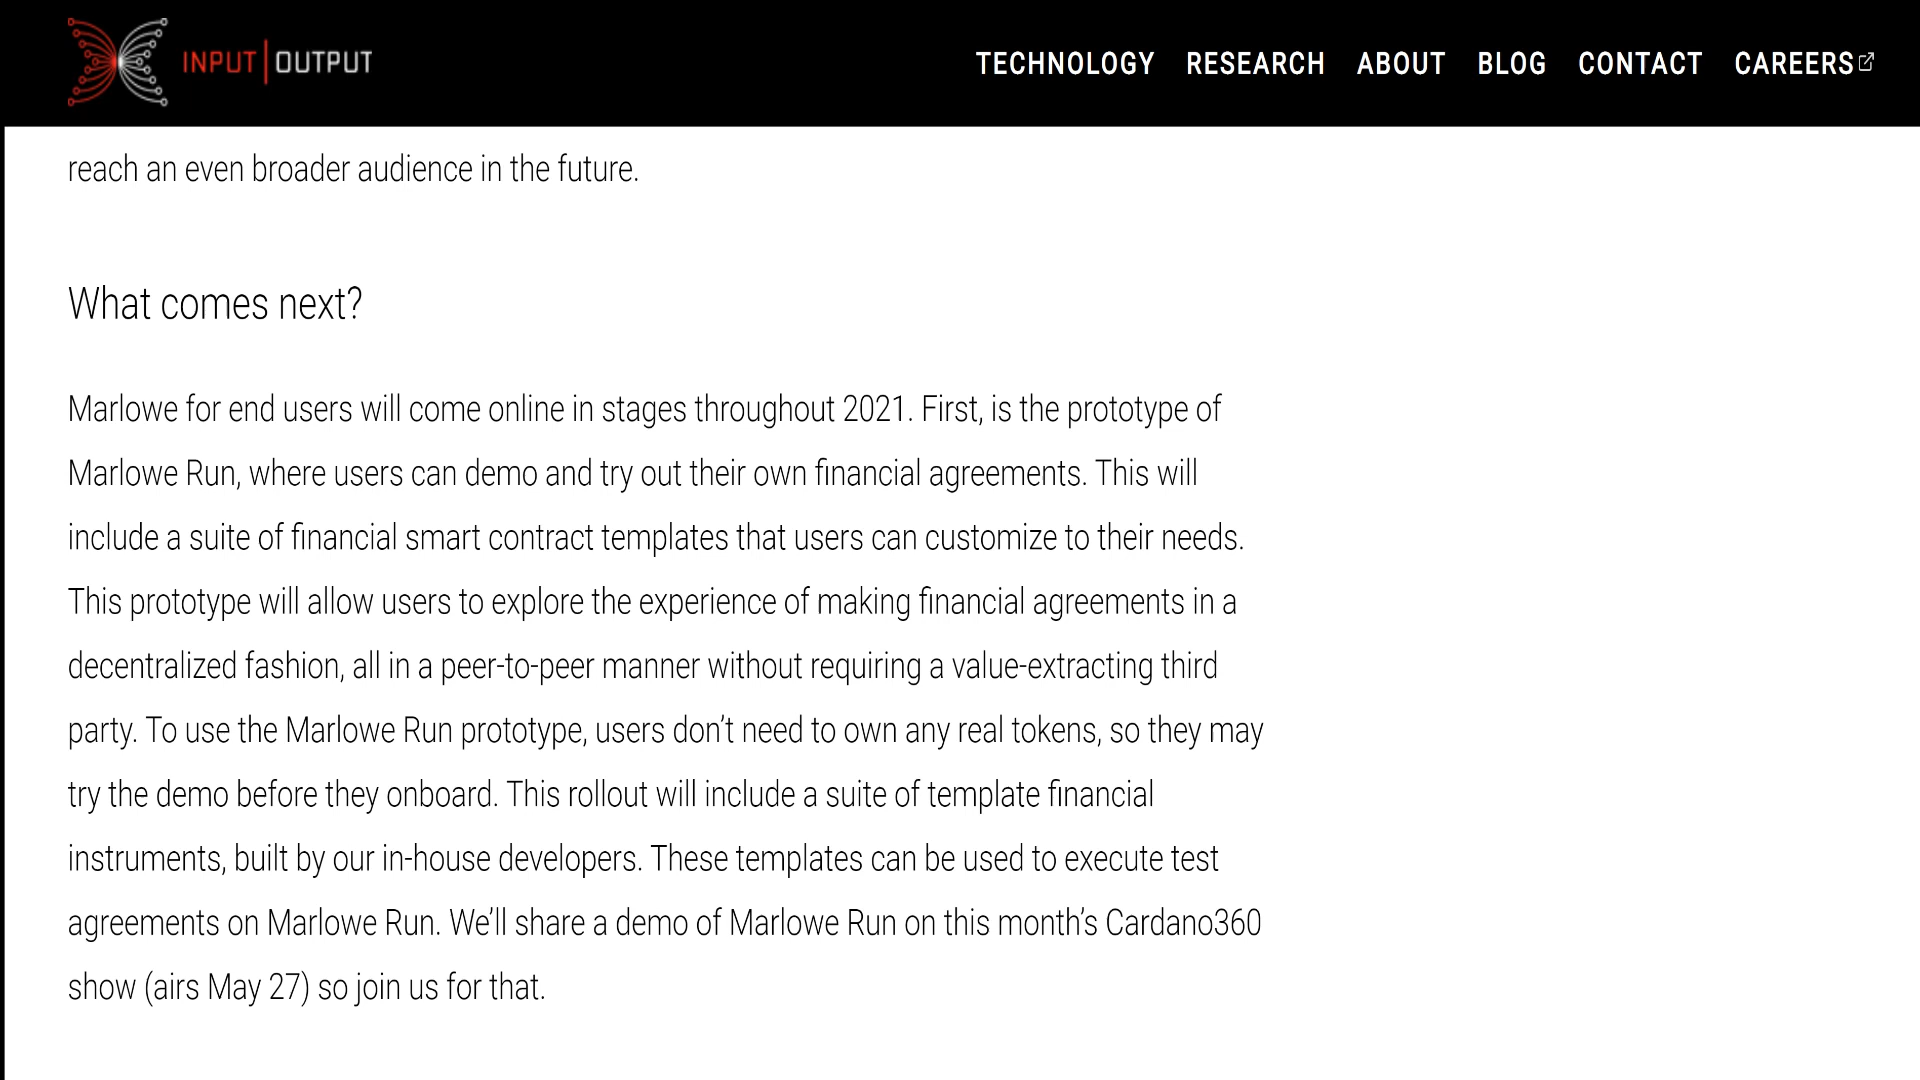 INPUT|OUTPUT
TECHNOLOGY RESEARCH ABOUT BLOG CONTACT CAREERS
reach an even broader audience in the future.
What comes next?
Marlowe for end users will come online in stages throughout 2021. First, is the prototype of
Marlowe Run, where users can demo and try out their own financial agreements. This will
include a suite of financial smart contract templates that users can customize to their needs.
This prototype will allow users to explore the experience of making financial agreements in a
decentralized fashion, all in a peer-to-peer manner without requiring a value-extracting third
party. To use the Marlowe Run prototype, users don’t need to own any real tokens, so they may
try the demo before they onboard. This rollout will include a suite of template financial
instruments, built by our in-house developers. These templates can be used to execute test
agreements on Marlowe Run. We’ll share a demo of Marlowe Run on this month’s Cardano360
show (airs May 27) so join us for that.